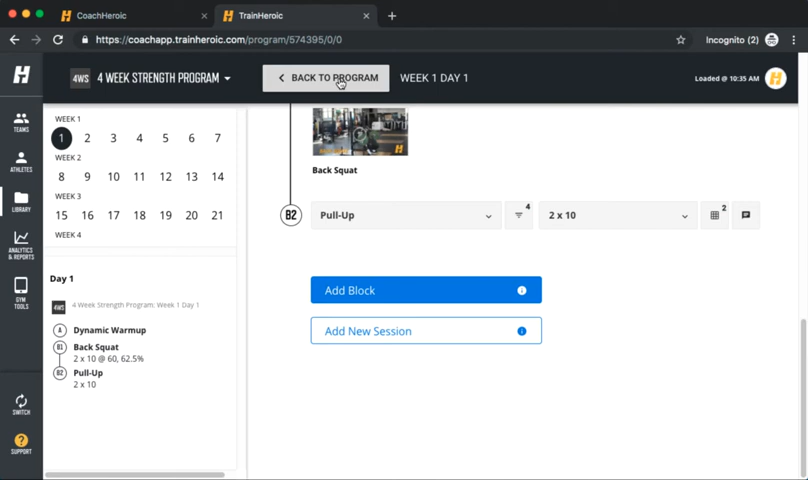 CoachHeroic
TrainHeroic
https://coachapp.trainheroic.com/program/574395/0/0
Incognito (2)
4WS 4 WEEK STRENGTH PROGRAM
BACK TO PROGRAM
WEEK 1 DAY 1
Loaded @ 10:35 AM
TEAMS
ATHLETES
LIBRARY
ANALYTICS & REPORTS
GYM TOOLS
SWITCH
SUPPORT
WEEK 1
1 2 3 4 5 6 7
WEEK 2
8 9 10 11 12 13 14
WEEK 3
15 16 17 18 19 20 21
WEEK 4
Day 1
4WS 4 Week Strength Program: Week 1 Day 1
A Dynamic Warmup
B1 Back Squat
2 x 10 @ 60, 62.5%
B2 Pull-Up
2 x 10
Back Squat
B2 Pull-Up 4 2 x 10 2
Add Block
Add New Session